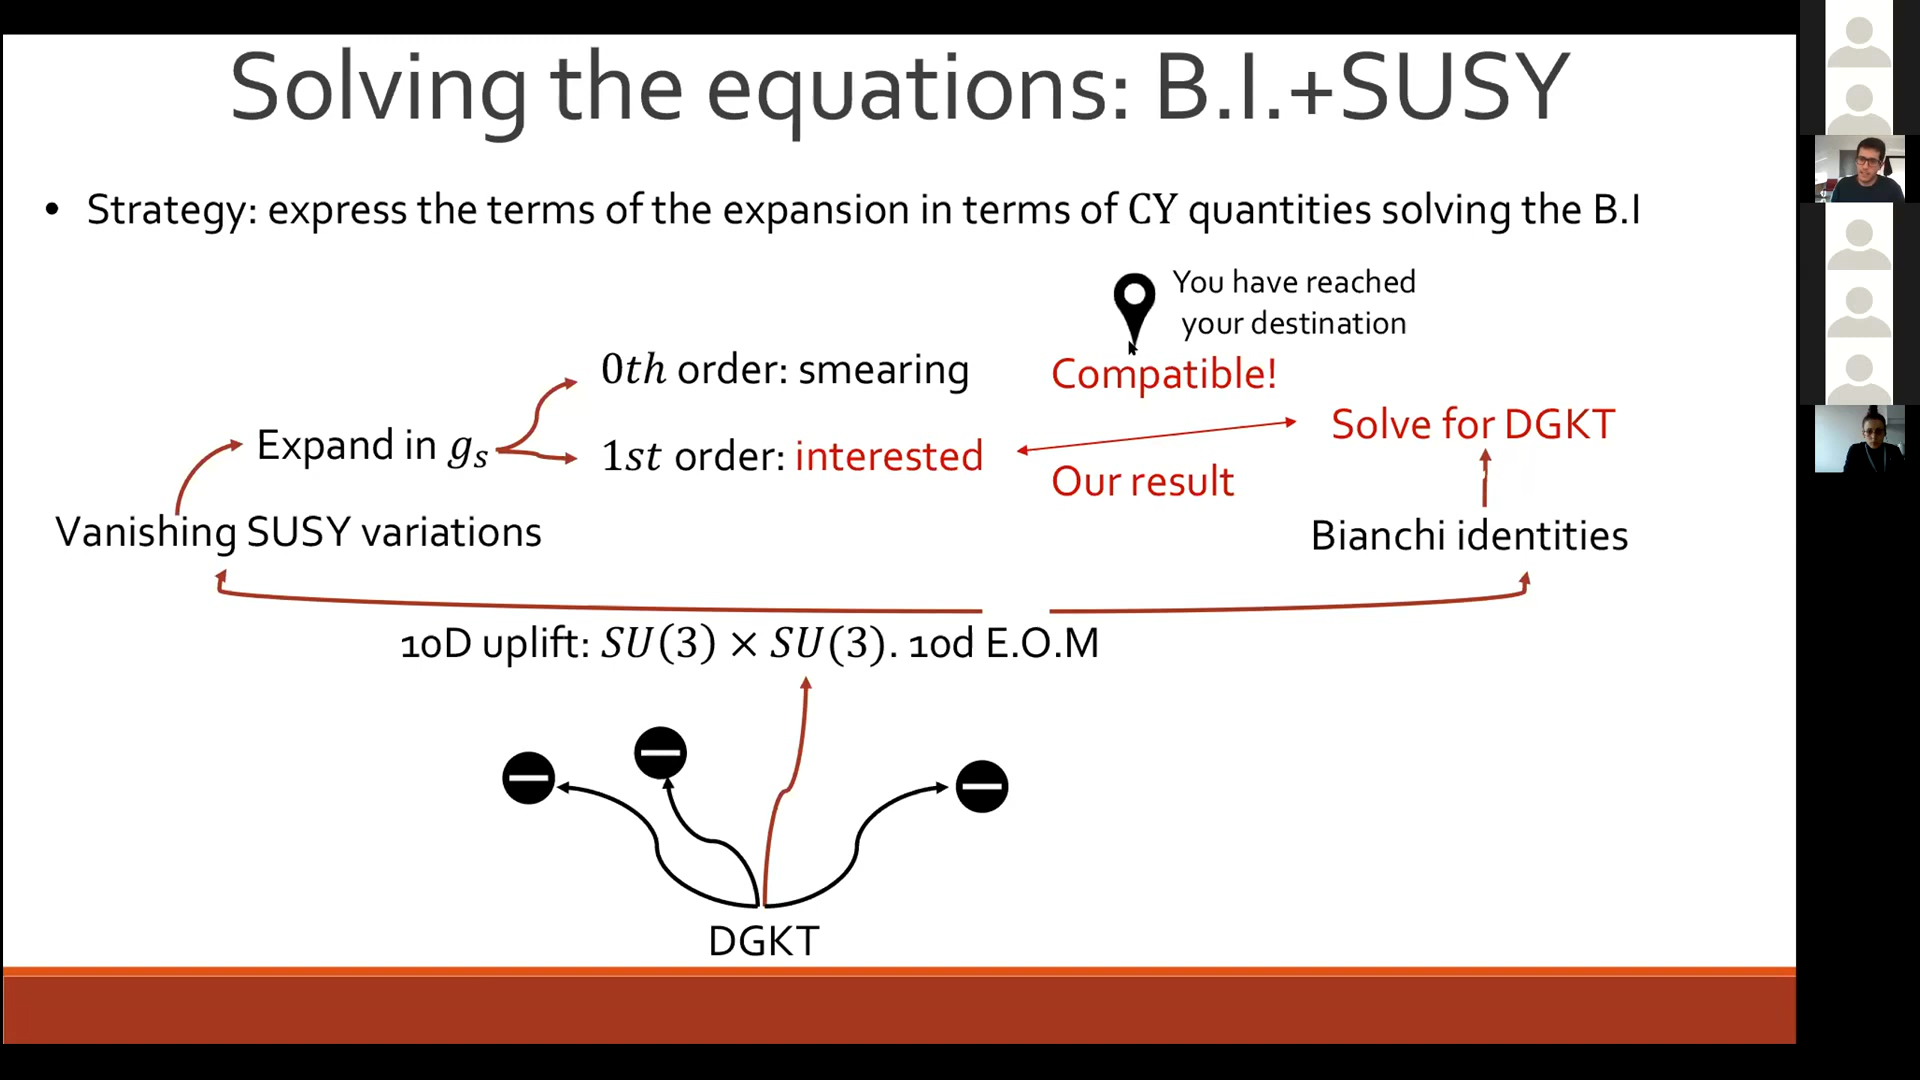 Solving the equations: B.I.+SUSY
• Strategy: express the terms of the expansion in terms of CY quantities solving the B.I
You have reached
your destination
0th order: smearing
Compatible!
Solve for DGKT
Expand in g_s
1st order: interested
Our result
Vanishing SUSY variations
Bianchi identities
10D uplift: SU(3) × SU(3). 10d E.O.M
DGKT